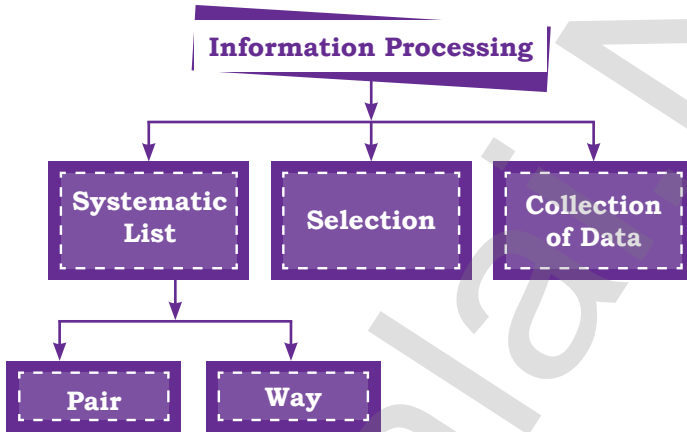 Information Processing
Systematic
List
Selection
Collection
of Data
Pair
Way